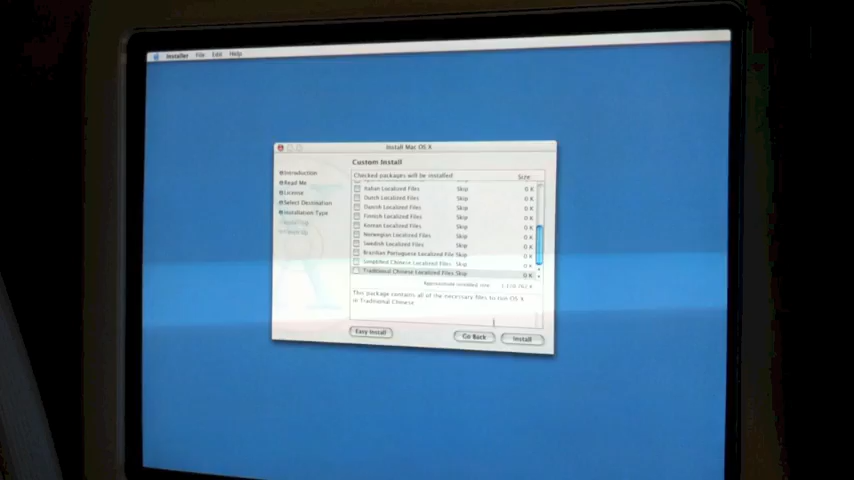 Installer File Edit Help
Install Mac OS X
Custom Install
Introduction
Read Me
License
Select Destination
Installation Type
Checked packages will be installed
Size
Italian Localized Files Skip 0 K
Dutch Localized Files Skip 0 K
Danish Localized Files Skip 0 K
Finnish Localized Files Skip 0 K
Korean Localized Files Skip 0 K
Norwegian Localized Files Skip 0 K
Swedish Localized Files Skip 0 K
Brazilian Portuguese Localized File Skip 0 K
Simplified Chinese Localized Files Skip 0 K
Traditional Chinese Localized Files Skip 0 K
Approximate installed size
This package contains all of the necessary files to run OS X
in Traditional Chinese
Easy Install
Go Back
Install